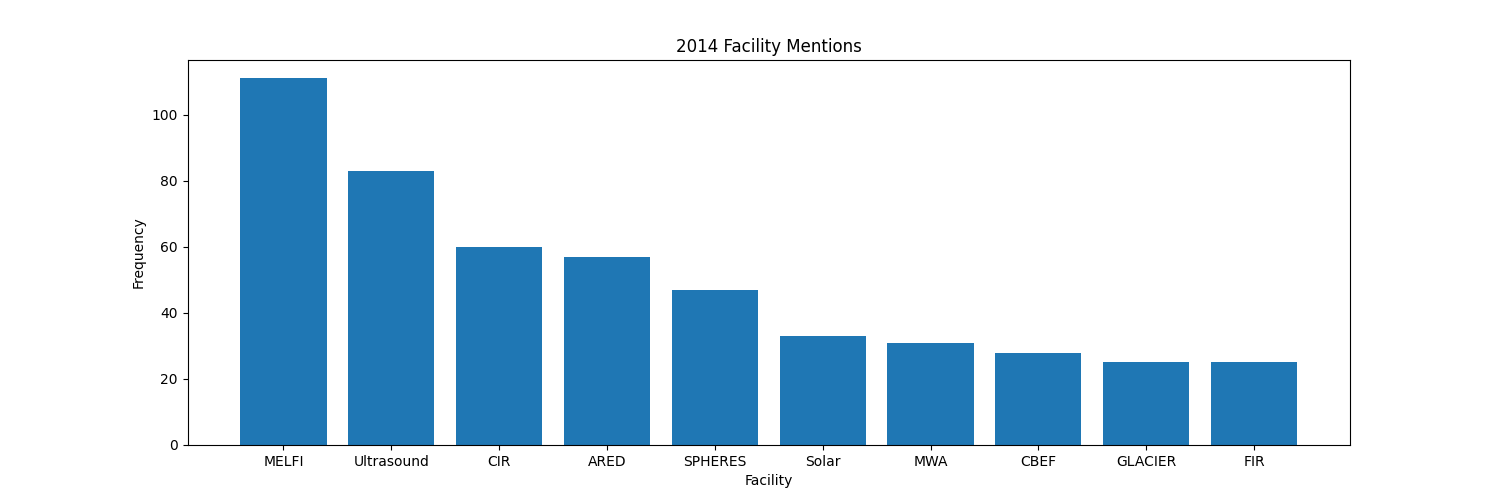 2014 Facility Mentions
Frequency
100
80
60
40
20
0
MELFI Ultrasound CIR ARED SPHERES Solar MWA CBEF GLACIER FIR
Facility